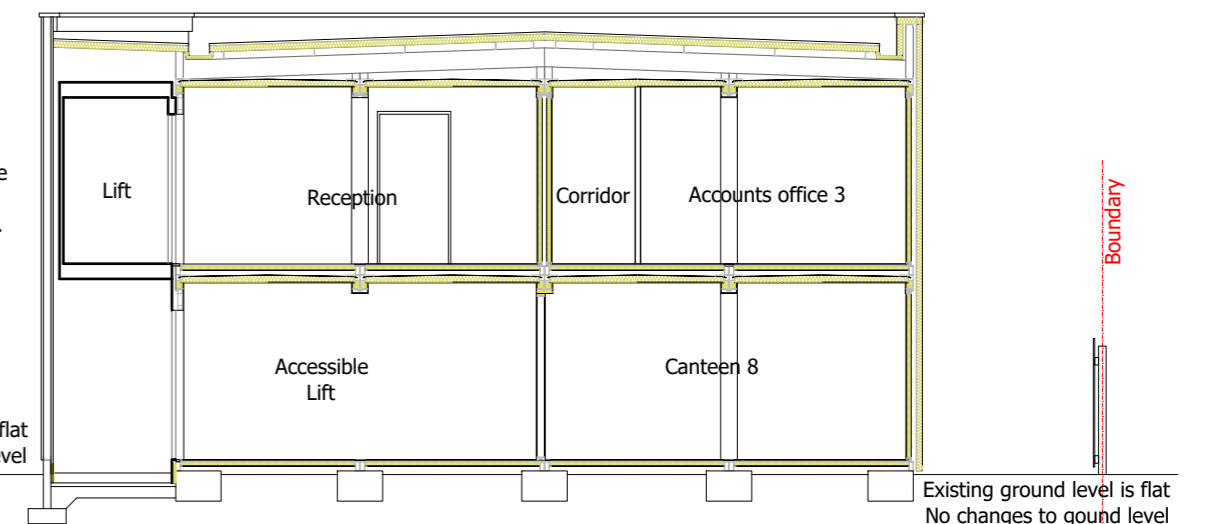 Lift
Reception
Corridor
Accounts office 3
Boundary
Accessible
Lift
Canteen 8
flat
Existing ground level is flat
No changes to gound level